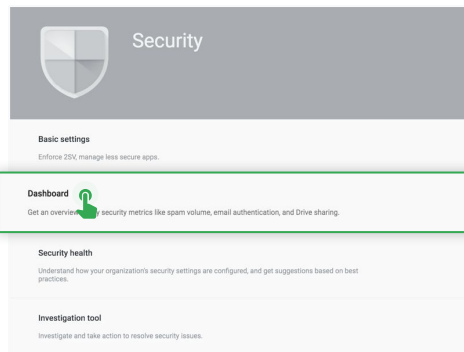 Security
Basic settings
Enforce 2SV, manage less secure apps.
Dashboard
Get an overview security metrics like spam volume, email authentication, and Drive sharing.
Security health
Understand how your organization's security settings are configured, and get suggestions based on best
practices.
Investigation tool
Investigate and take action to resolve security issues.